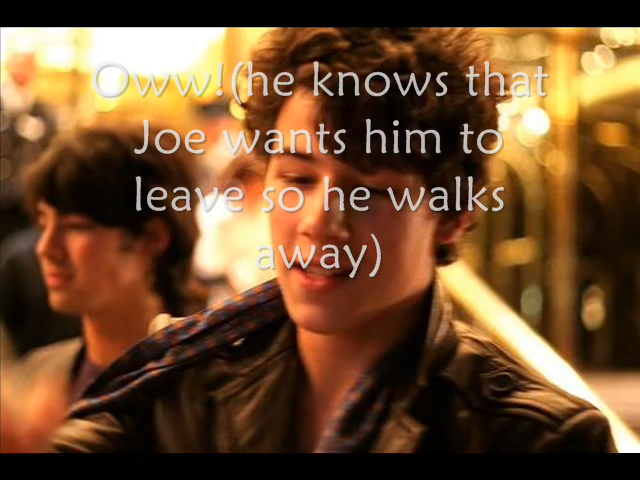 Oww!(he knows that
Joe wants him to
leave so he walks
away)